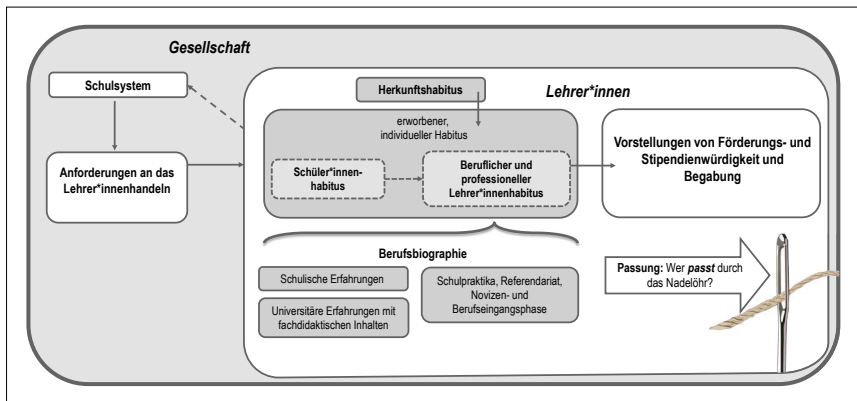 Gesellschaft
Schulsystem
Anforderungen an das
Lehrer*innenhandeln
Herkunftshabitus
Lehrer*innen
erworbener,
individueller Habitus
Schüler*innen-
habitus
Beruflicher und
professioneller
Lehrer*innenhabitus
Vorstellungen von Förderungs- und
Stipendienwürdigkeit und
Begabung
Berufsbiographie
Schulische Erfahrungen
Universitäre Erfahrungen mit
fachdidaktischen Inhalten
Schulpraktika, Referendariat,
Novizen- und
Berufseingangsphase
Passung: Wer passt durch
das Nadelöhr?